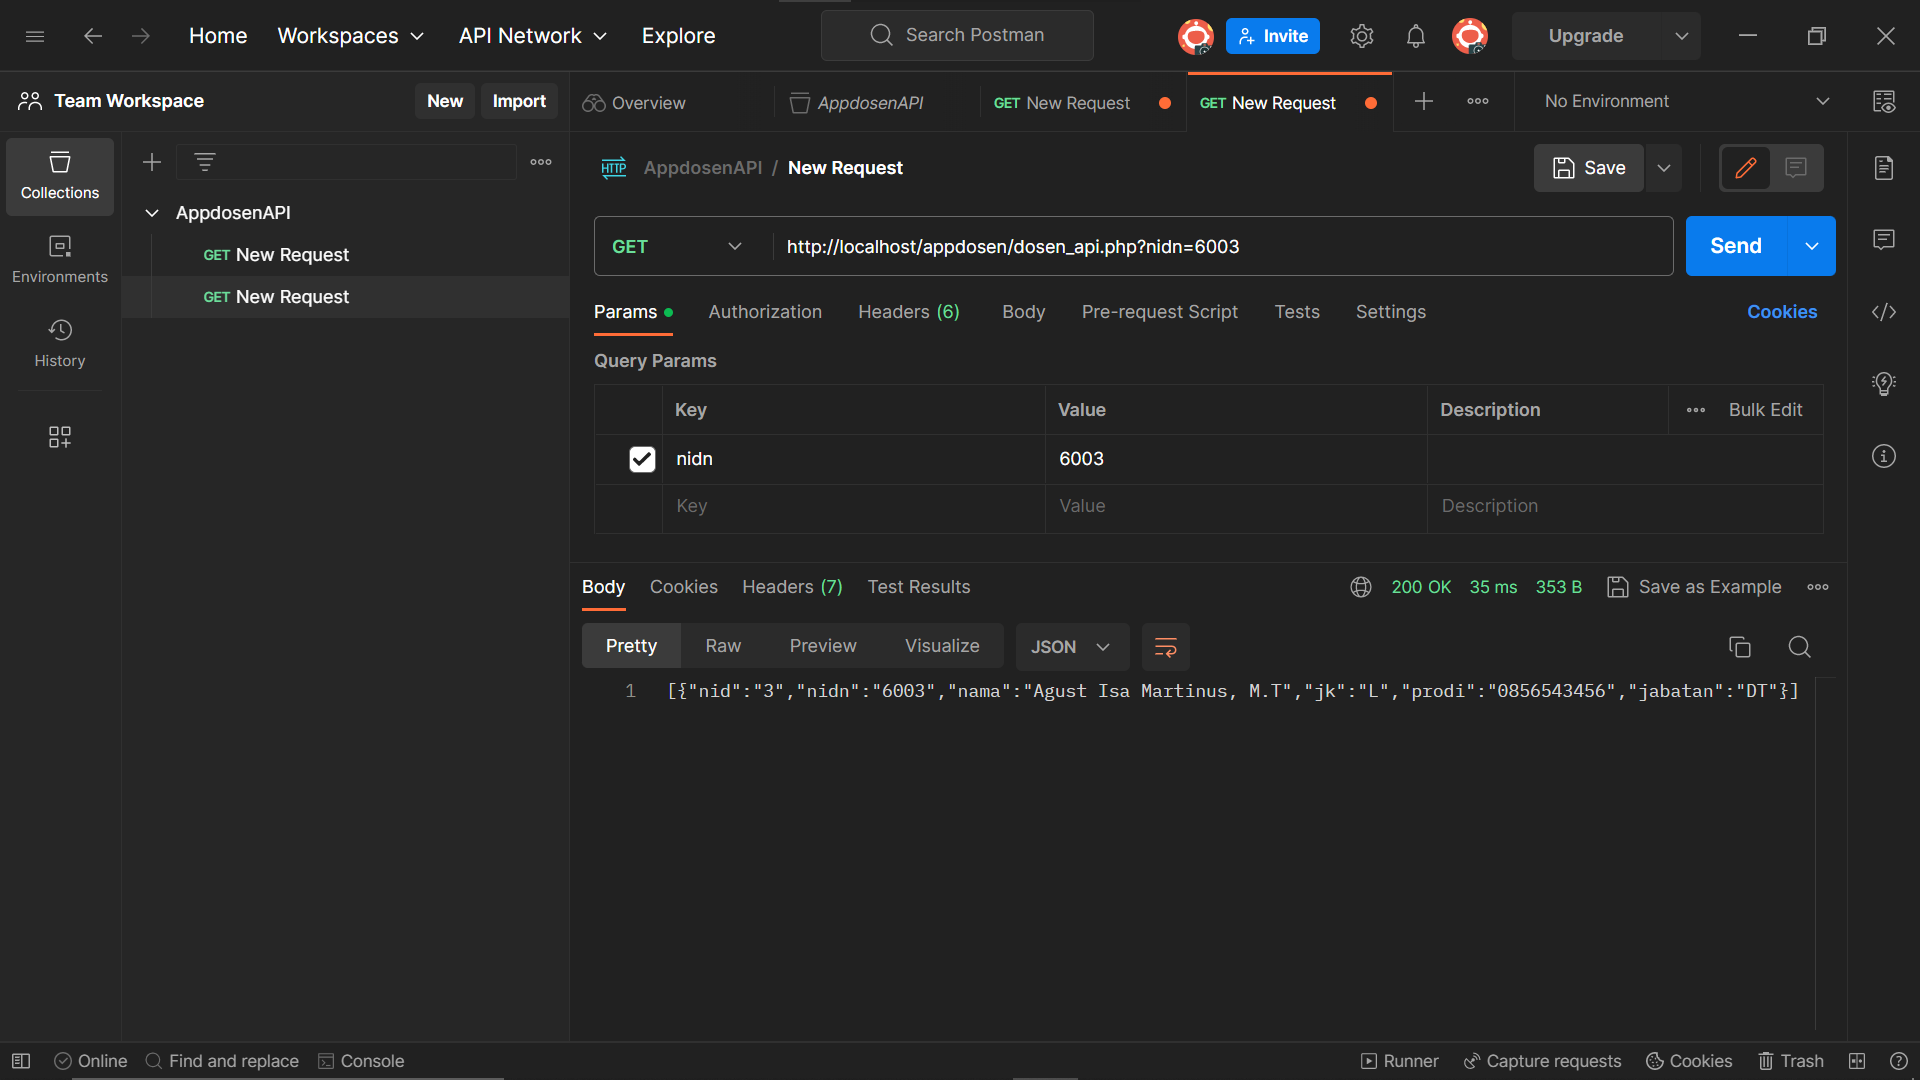 Home Workspaces API Network Explore Search Postman Invite Upgrade
Team Workspace New Import
Overview AppdosenAPI GET New Request GET New Request No Environment
Collections
Environments
History
AppdosenAPI
GET New Request
GET New Request
HTTP AppdosenAPI / New Request Save
GET http://localhost/appdosen/dosen_api.php?nidn=6003 Send
Params Authorization Headers (6) Body Pre-request Script Tests Settings Cookies
Query Params
Key Value Description Bulk Edit
nidn 6003
Key Value Description
Body Cookies Headers (7) Test Results 200 OK 35 ms 353 B Save as Example
Pretty Raw Preview Visualize JSON
1 [{"nid":"3","nidn":"6003","nama":"Agust Isa Martinus, M.T","jk":"L","prodi":"0856543456","jabatan":"DT"}]
Online Find and replace Console Runner Capture requests Cookies Trash